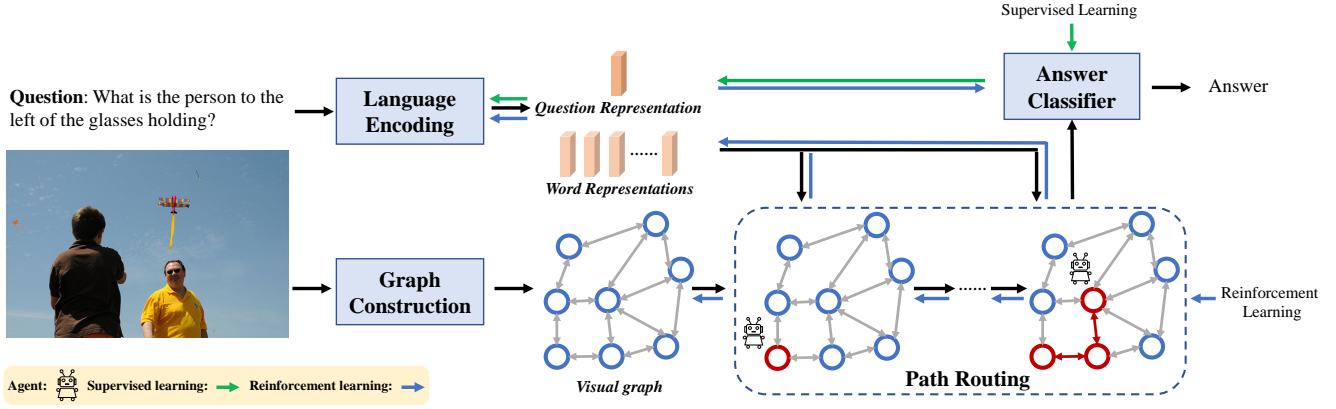 Supervised Learning
Question: What is the person to the
left of the glasses holding?
Language
Encoding
Question Representation
Answer
Classifier
Answer
......
Word Representations
Graph
Construction
......
Reinforcement
Learning
Visual graph
Path Routing
Agent: Supervised learning: Reinforcement learning: